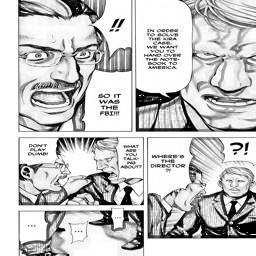 IN ORDER
TO SOLVE
THE KIRA
CASE,
WE WANT
YOU TO
HAND OVER
THE NOTE-
BOOK TO
AMERICA.
!!
SO IT
WAS
THE
FBI!!!
?!
WHERE'S
THE
DIRECTOR
?!
WHAT
ARE YOU
TALK-
ING
ABOUT?
DON'T
PLAY
DUMB!
...
...